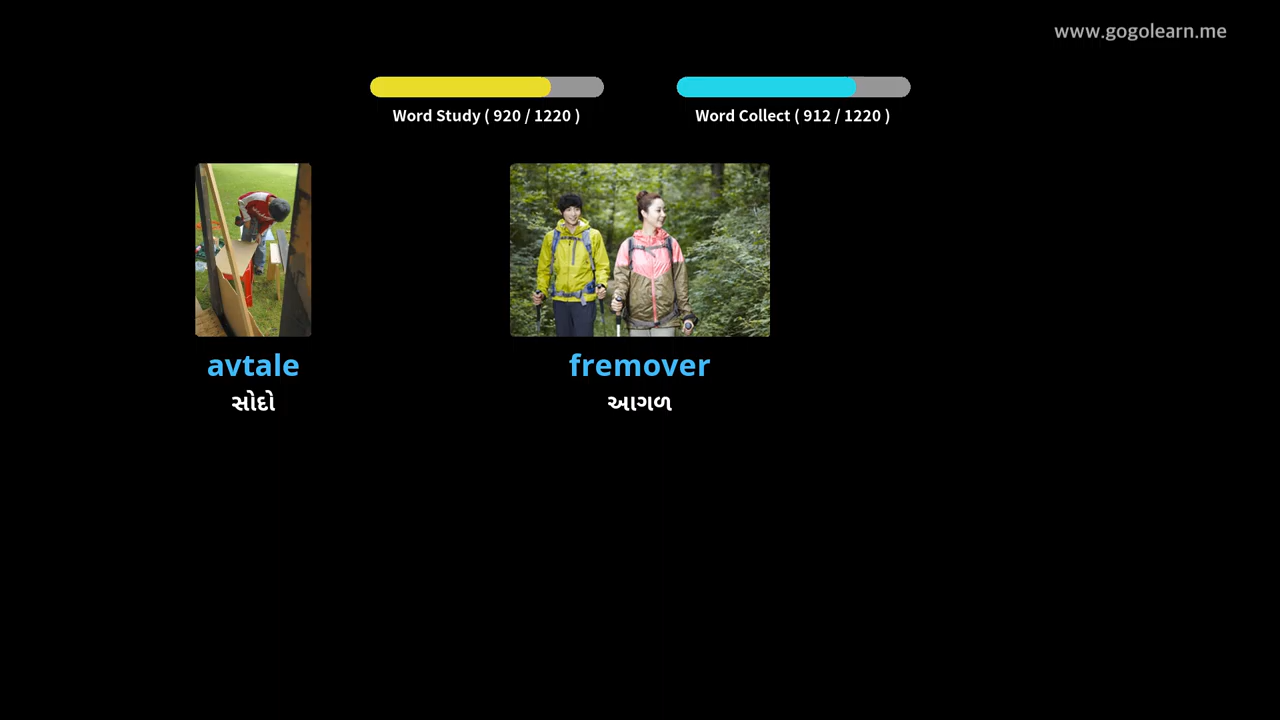 www.gogolearn.me
Word Study ( 920 / 1220 )
Word Collect ( 912 / 1220 )
avtale
સોદો
fremover
આગળ